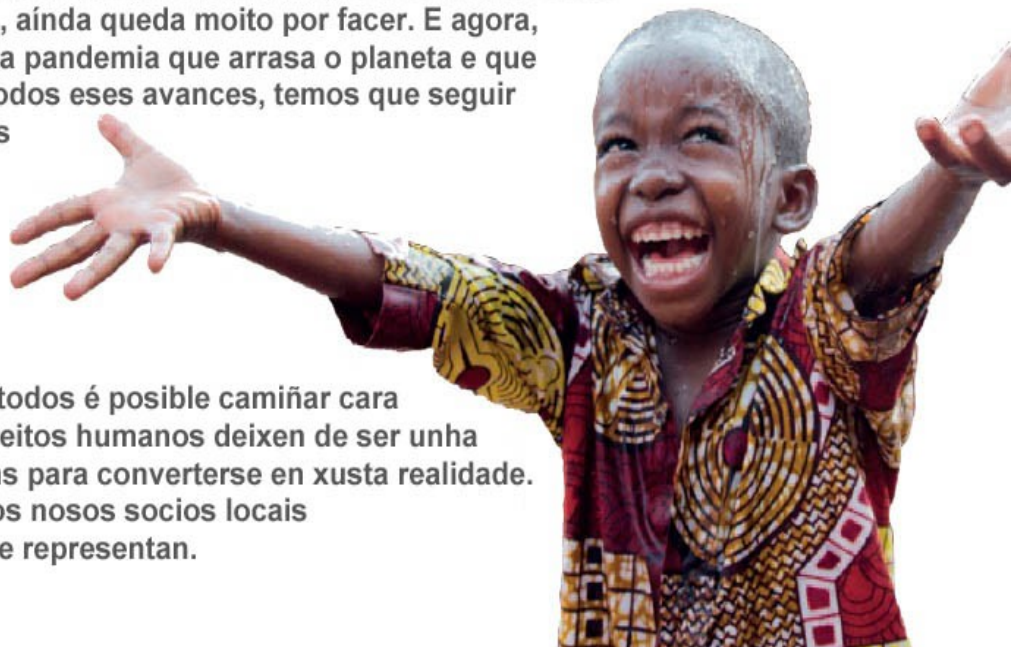 , aínda queda moito por facer. E agora,
a pandemia que arrasa o planeta e que
odos eses avances, temos que seguir
s
todos é posible camiñar cara
eitos humanos deixen de ser unha
s para converterse en xusta realidade.
os nosos socios locais
e representan.